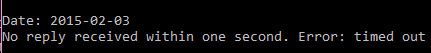 Date: 2015-02-03
No reply received within one second. Error: timed out